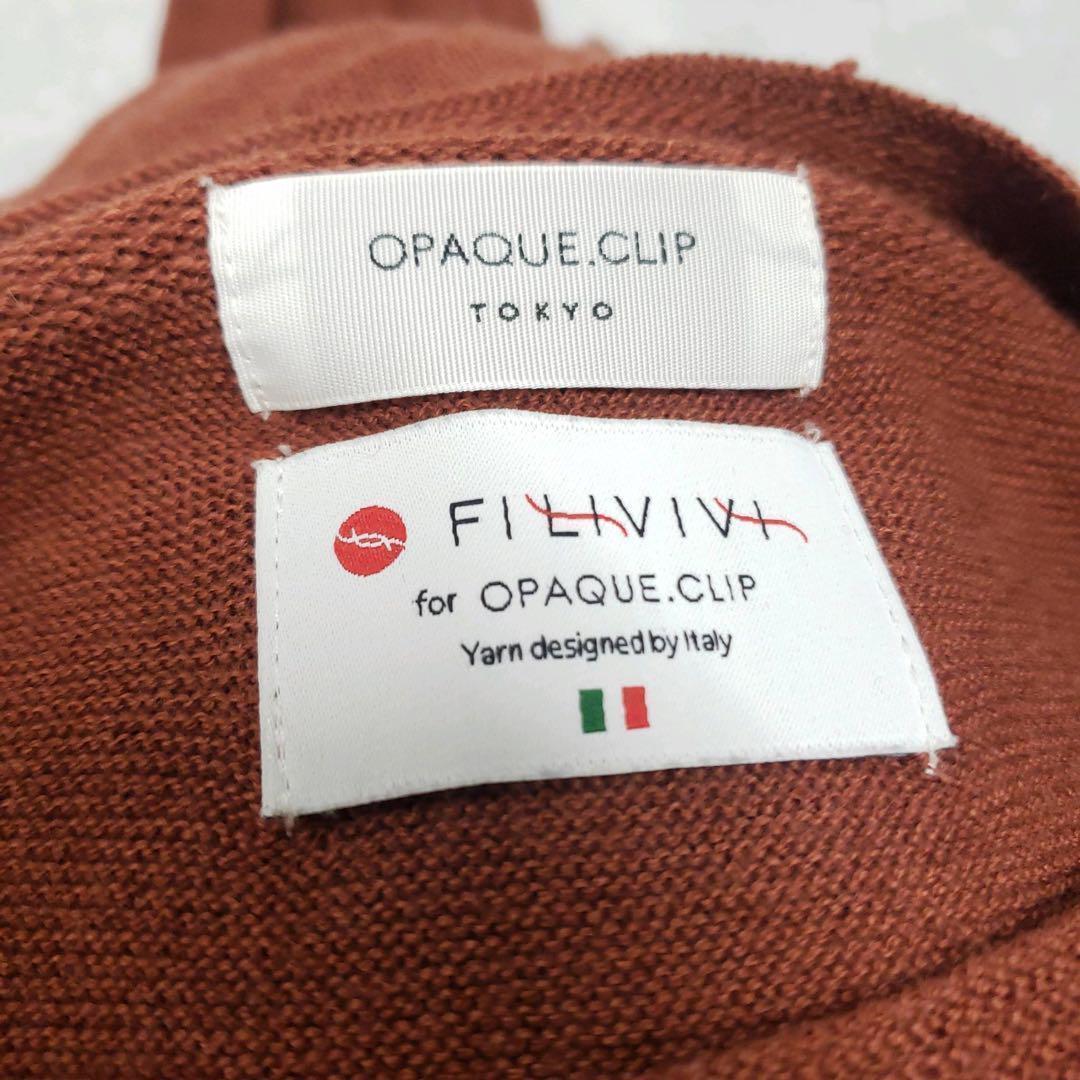 OPAQUE.CLIP
TOKYO
FILIVIVI
for OPAQUE.CLIP
Yarn designed by Italy